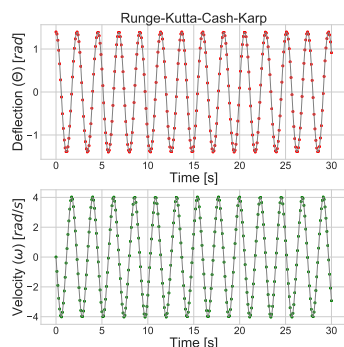 Runge-Kutta-Cash-Karp
Deflection (Θ) [rad]
1
0
−1
0 5 10 15 20 25 30
Time [s]
Velocity (ω) [rad/s]
4
2
0
−2
−4
0 5 10 15 20 25 30
Time [s]